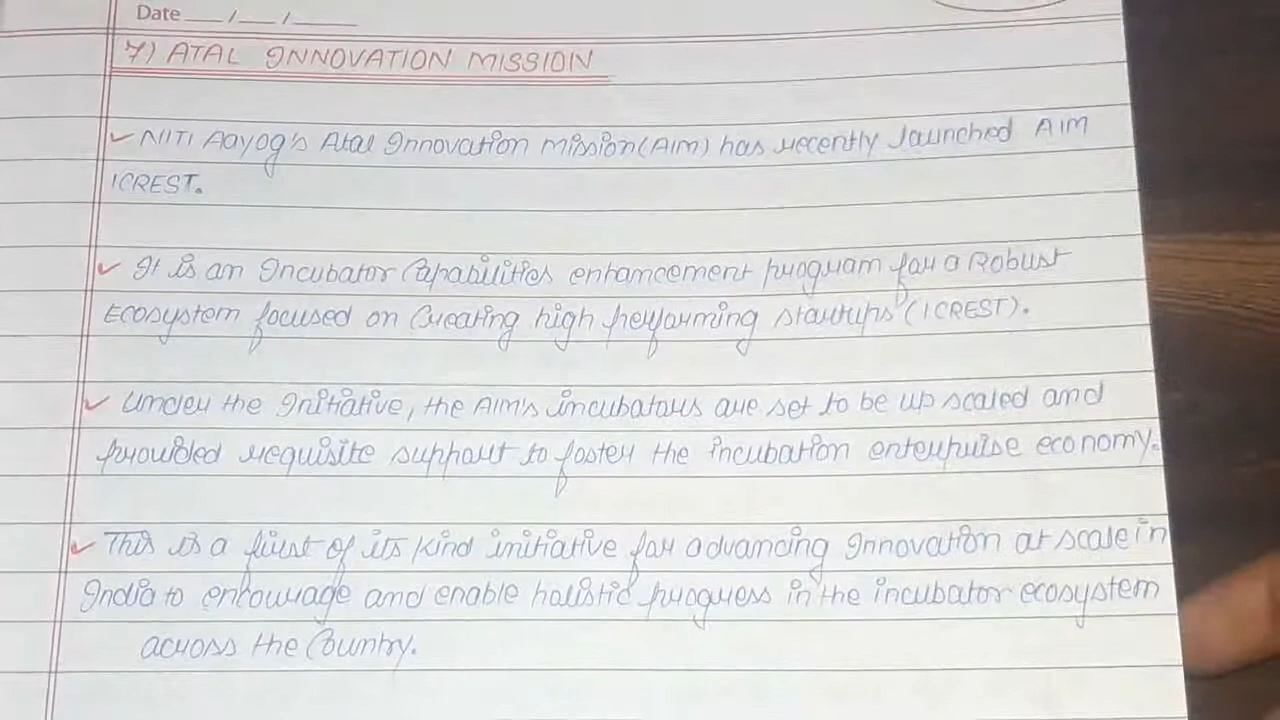 Date ___/___/_____
7) ATAL INNOVATION MISSION
✓ NITI Aayog's Atal Innovation mission(AIM) has recently launched AIM
ICREST.
✓ It is an Incubator Capabilities enhancement program for a Robust
Ecosystem focused on Creating high performing startups (ICREST).
✓ Under the Initiative, the AIM's incubators are set to be up scaled and
provided requisite support to foster the incubation enterprise economy.
✓ This is a first of its kind initiative for advancing Innovation at scale in
India to encourage and enable holistic progress in the incubator ecosystem
across the Country.